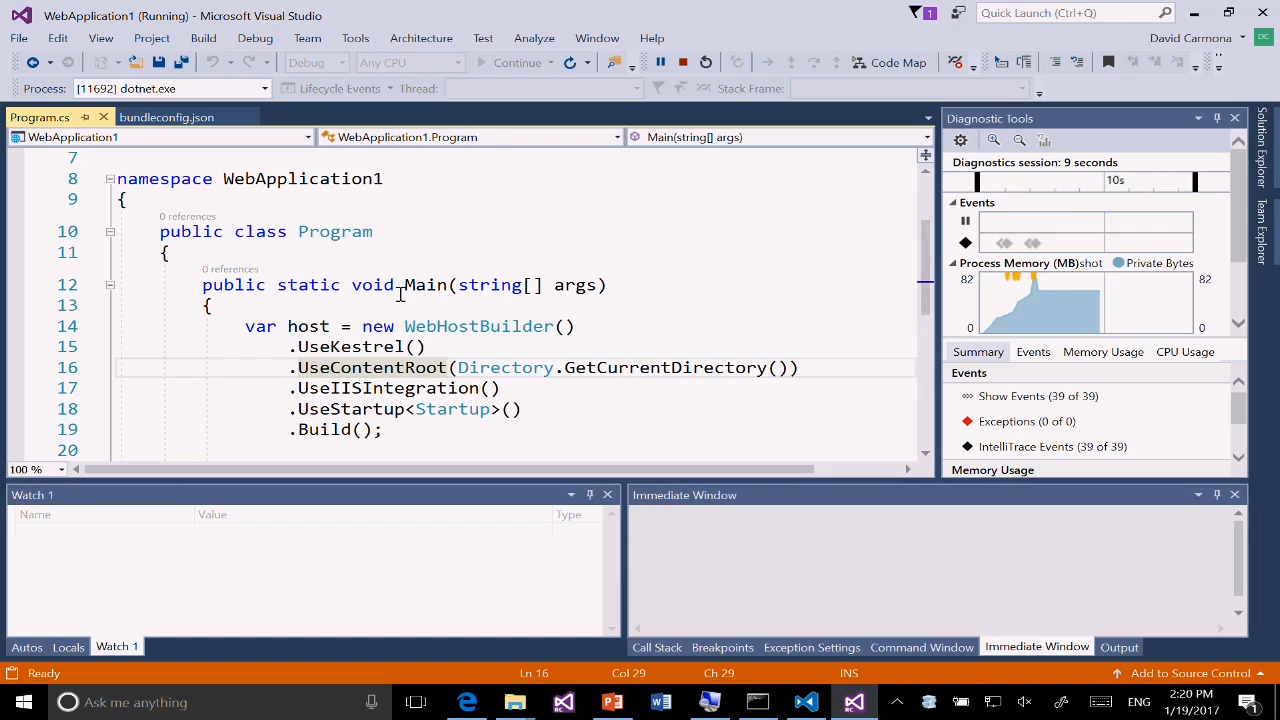 WebApplication1 (Running) - Microsoft Visual Studio
1
Quick Launch (Ctrl+Q)
File Edit View Project Build Debug Team Tools Architecture Test Analyze Window Help
David Carmona
DC
Debug Any CPU Continue Code Map
Process: [11692] dotnet.exe Lifecycle Events Thread: Stack Frame:
Program.cs bundleconfig.json
WebApplication1 WebApplication1.Program Main(string[] args)
7
8 namespace WebApplication1
9 {
0 references
10 public class Program
11 {
0 references
12 public static void Main(string[] args)
13 {
14 var host = new WebHostBuilder()
15 .UseKestrel()
16 .UseContentRoot(Directory.GetCurrentDirectory())
17 .UseIISIntegration()
18 .UseStartup<Startup>()
19 .Build();
20
100 %
Diagnostic Tools
Diagnostics session: 9 seconds
10s
Events
Process Memory (MB)shot Private Bytes
82 82
0 0
Summary Events Memory Usage CPU Usage
Events
Show Events (39 of 39)
Exceptions (0 of 0)
IntelliTrace Events (39 of 39)
Memory Usage
Solution Explorer
Team Explorer
Watch 1
Name Value Type
Autos Locals Watch 1
Immediate Window
Call Stack Breakpoints Exception Settings Command Window Immediate Window Output
Ready Ln 16 Col 29 Ch 29 INS Add to Source Control
Ask me anything
ENG
2:20 PM
1/19/2017
1